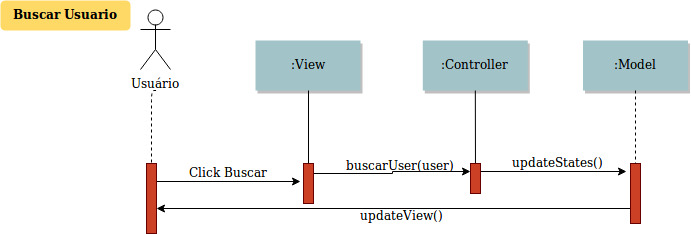 Buscar Usuario
Usuário
:View
:Controller
:Model
Click Buscar
buscarUser(user)
updateStates()
updateView()